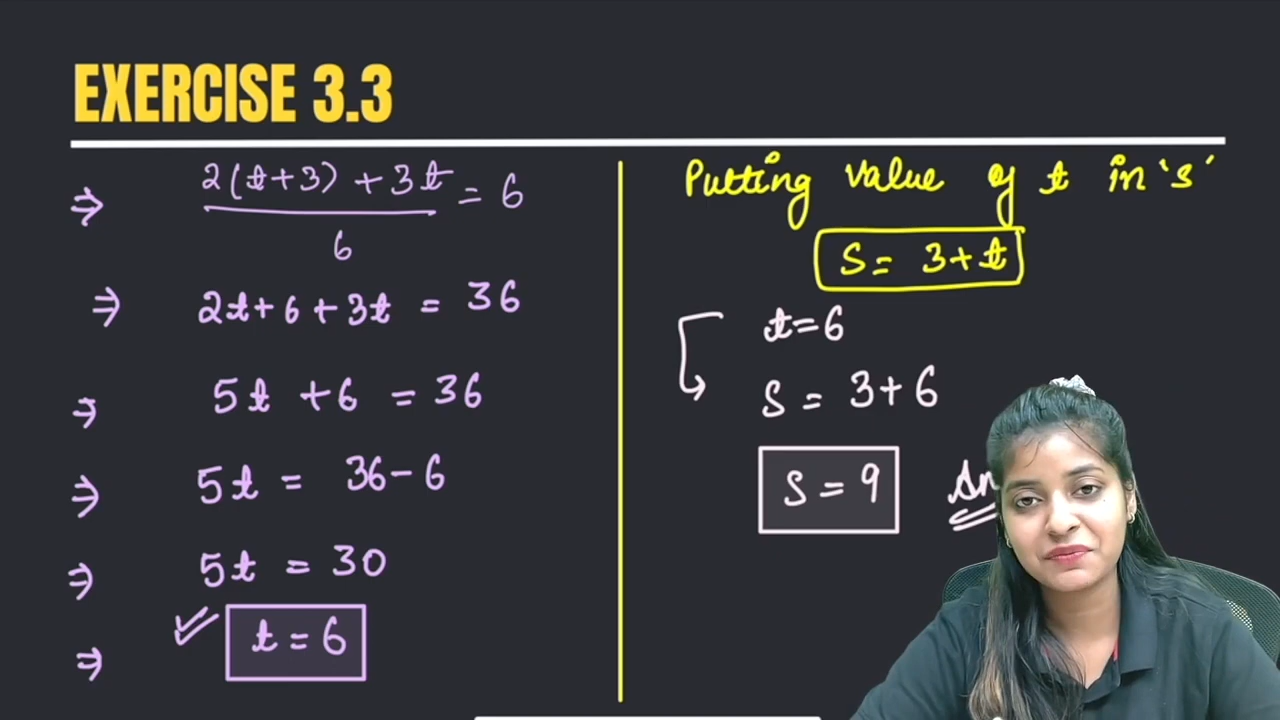 EXERCISE 3.3
⇒ 2(t+3) + 3t = 6
6
⇒ 2t + 6 + 3t = 36
⇒ 5t + 6 = 36
⇒ 5t = 36 - 6
⇒ 5t = 30
⇒ t = 6
Putting value of t in 's'
S = 3 + t
t = 6
S = 3 + 6
S = 9